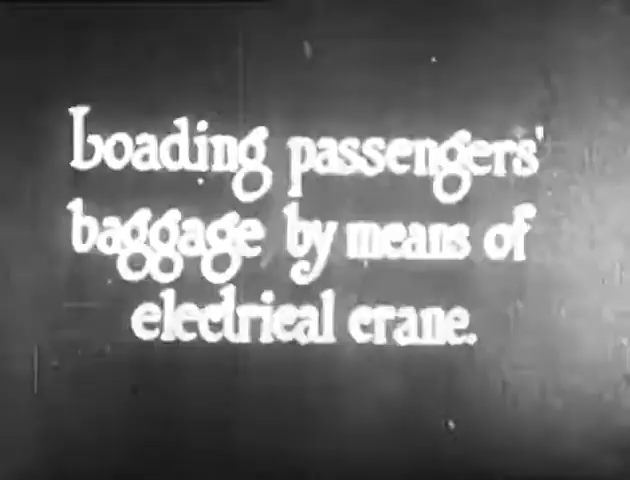 Loading passengers'
baggage by means of
electrical crane.